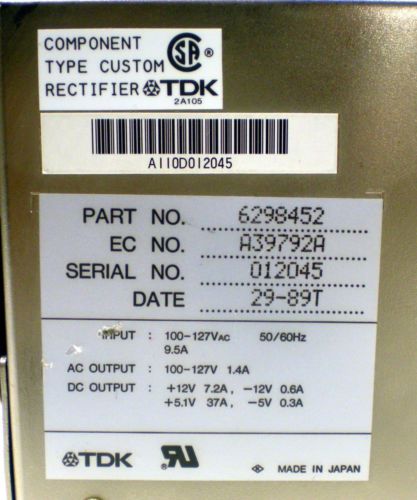 COMPONENT
TYPE CUSTOM SA ®
RECTIFIER TDK
2A105
A110D012045
PART NO. 6298452
EC NO. A39792A
SERIAL NO. 012045
DATE 29-89T
INPUT : 100-127VAC 50/60Hz
9.5A
AC OUTPUT : 100-127V 1.4A
DC OUTPUT : +12V 7.2A, -12V 0.6A
+5.1V 37A, -5V 0.3A
TDK RU MADE IN JAPAN